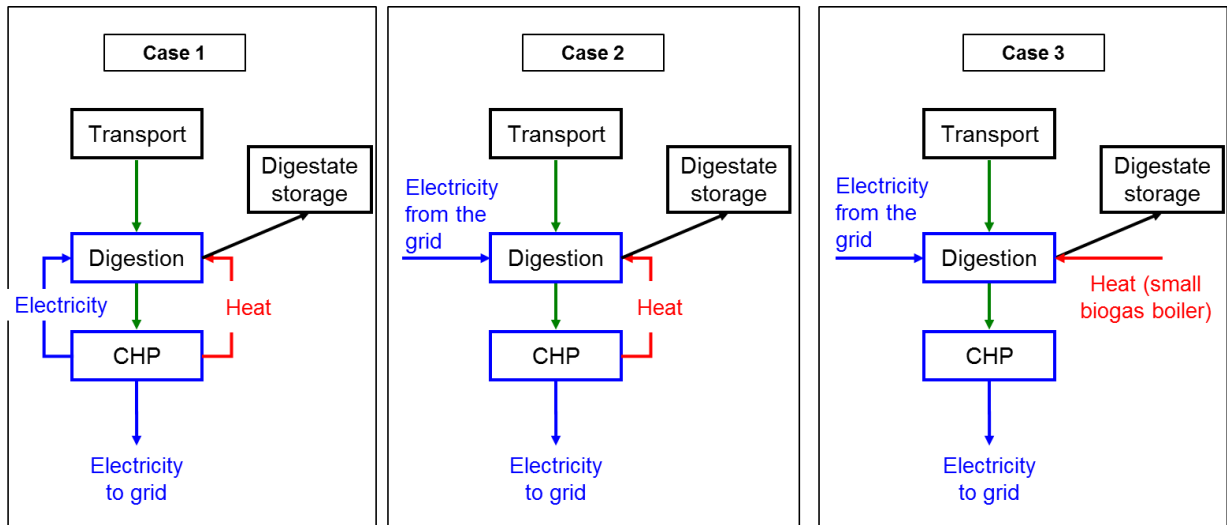 Case 1
Transport
Digestate
storage
Digestion
Electricity
Heat
CHP
Electricity
to grid
Case 2
Transport
Digestate
storage
Electricity
from the
grid
Digestion
Heat
CHP
Electricity
to grid
Case 3
Transport
Digestate
storage
Electricity
from the
grid
Digestion
Heat (small
biogas boiler)
CHP
Electricity
to grid